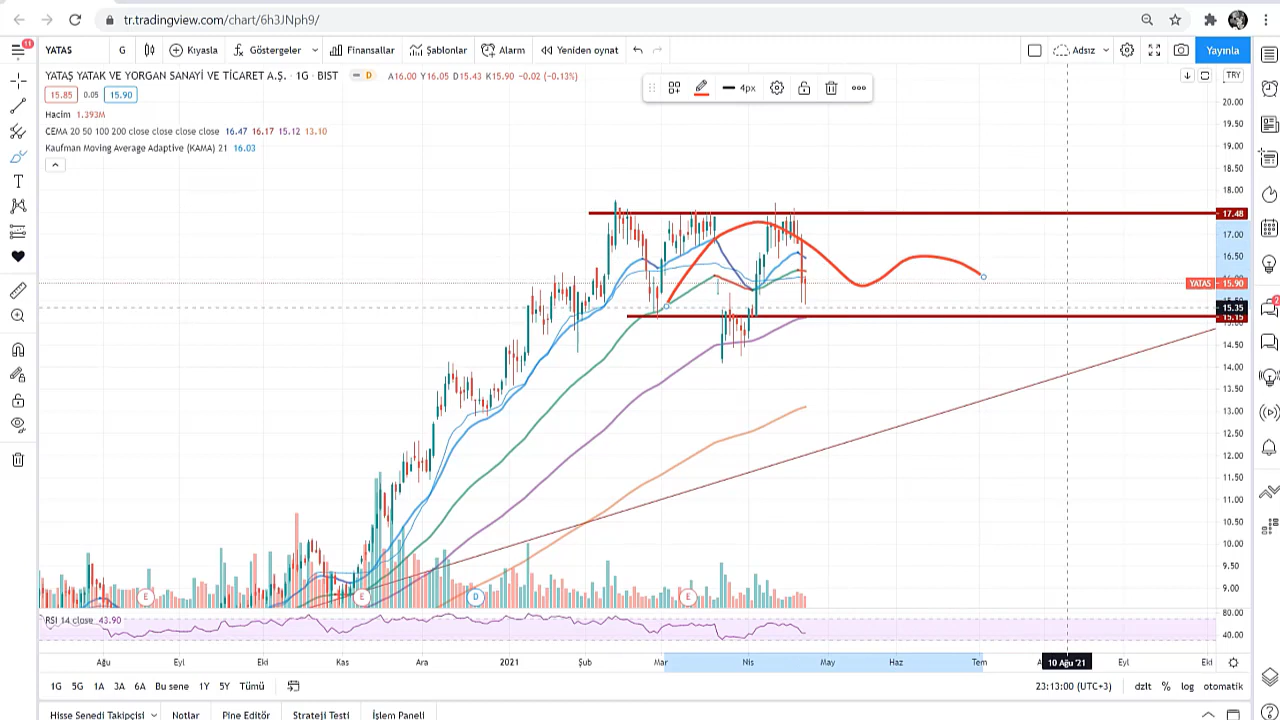 tr.tradingview.com/chart/6h3JNph9/
11
YATAS G Kıyasla Göstergeler Finansallar Şablonlar Alarm Yeniden oynat Adsız Yayınla
YATAŞ YATAK VE YORGAN SANAYİ VE TİCARET A.Ş. · 1G · BIST D A16.00 Y16.05 D15.43 K15.90 -0.02 (-0.13%)
TRY
15.85 0.05 15.90
4px
Hacim 1.393M
CEMA 20 50 100 200 close close close close 16.47 16.17 15.12 13.10
Kaufman Moving Average Adaptive (KAMA) 21 16.03
20.00
19.50
19.00
18.50
18.00
17.48
17.00
16.50
YATAS 15.90
15.35
15.15
14.50
14.00
13.50
13.00
12.50
12.00
11.50
11.00
10.50
10.00
9.50
9.00
E E D E
80.00
RSI 14 close 43.90
40.00
Ağu Eyl Eki Kas Ara 2021 Şub Mar Nis May Haz Tem 10 Ağu '21 Eyl Eki
1G 5G 1A 3A 6A Bu sene 1Y 5Y Tümü 23:13:00 (UTC+3) dzlt % log otomatik
Hisse Senedi Takipçisi Notlar Pine Editör Strateji Testi İşlem Paneli